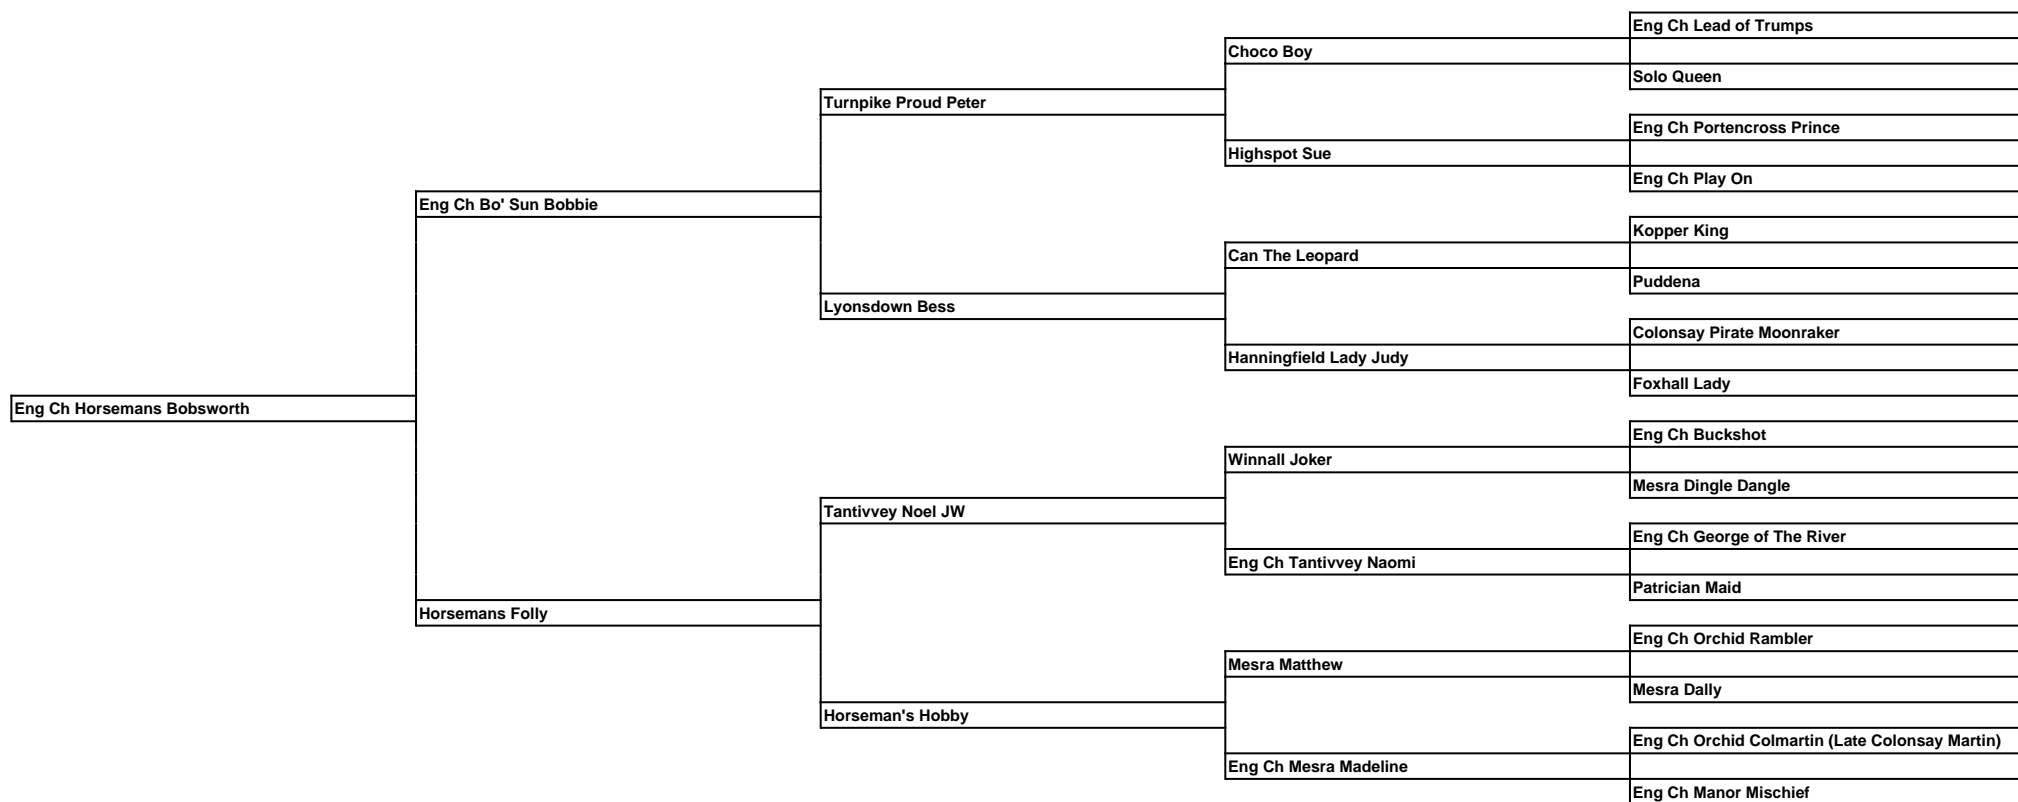 Eng Ch Lead of Trumps
Choco Boy
Solo Queen
Turnpike Proud Peter
Eng Ch Portencross Prince
Highspot Sue
Eng Ch Play On
Eng Ch Bo' Sun Bobbie
Kopper King
Can The Leopard
Puddena
Lyonsdown Bess
Colonsay Pirate Moonraker
Hanningfield Lady Judy
Foxhall Lady
Eng Ch Horsemans Bobsworth
Eng Ch Buckshot
Winnall Joker
Mesra Dingle Dangle
Tantivvey Noel JW
Eng Ch George of The River
Eng Ch Tantivvey Naomi
Patrician Maid
Horsemans Folly
Eng Ch Orchid Rambler
Mesra Matthew
Mesra Dally
Horseman's Hobby
Eng Ch Orchid Colmartin (Late Colonsay Martin)
Eng Ch Mesra Madeline
Eng Ch Manor Mischief